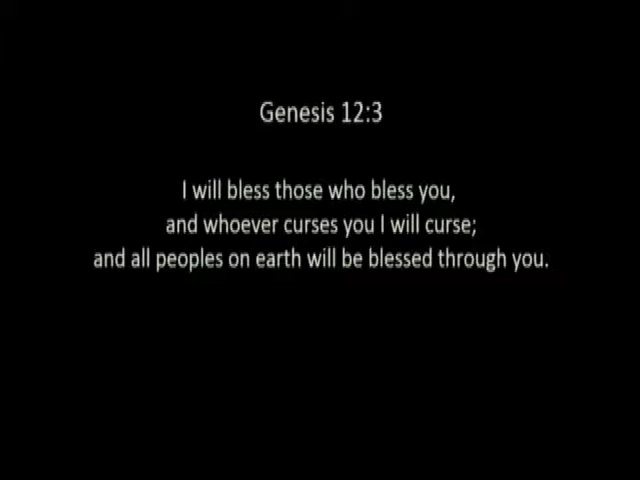 Genesis 12:3
I will bless those who bless you,
and whoever curses you I will curse;
and all peoples on earth will be blessed through you.